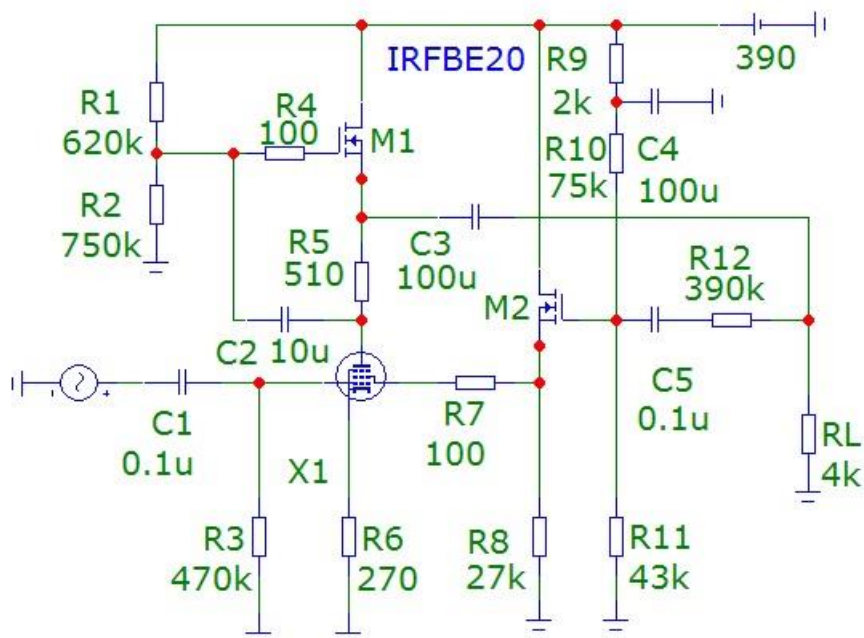 IRFBE20
R9
2k
390
R1
620k
R4
100
M1
R10
75k
C4
100u
R2
750k
R5
510
C3
100u
R12
390k
M2
C2 10u
C5
0.1u
C1
0.1u
R7
100
RL
4k
X1
R3
470k
R6
270
R8
27k
R11
43k